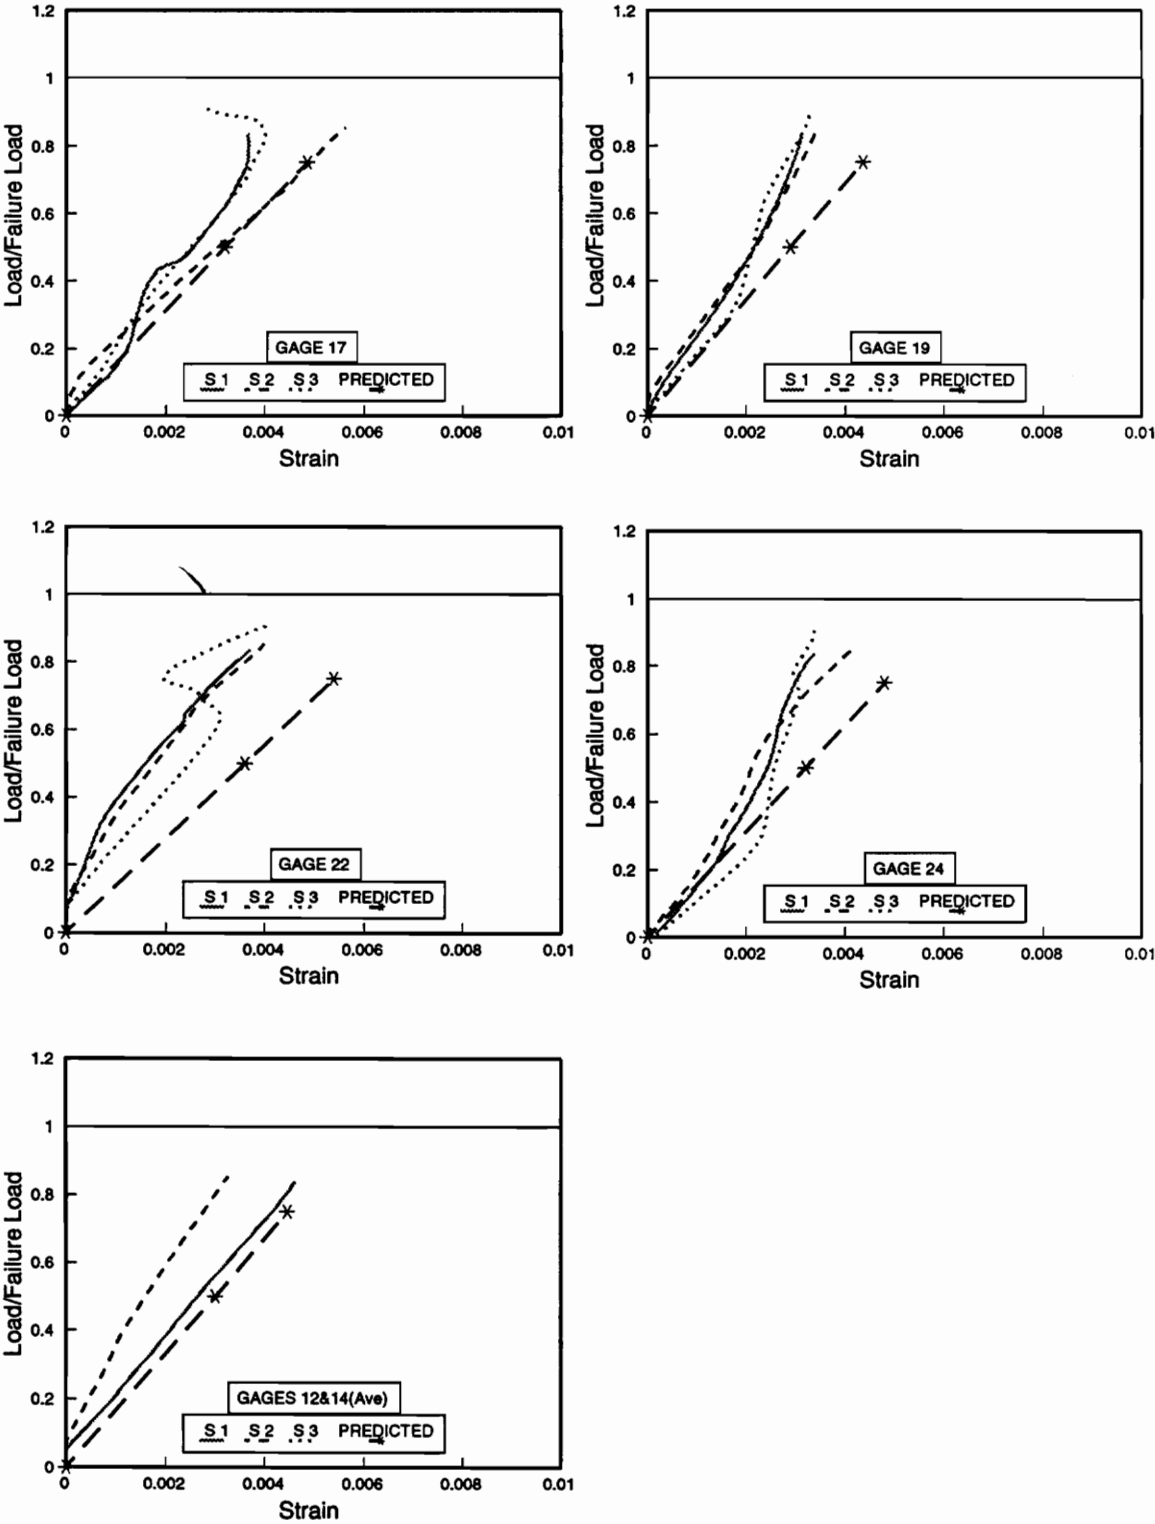 1.2
1
0.8
0.6
0.4
0.2
0
Load/Failure Load
GAGE 17
S 1 S 2 S 3 PREDICTED
0 0.002 0.004 0.006 0.008 0.01
Strain
1.2
1
0.8
0.6
0.4
0.2
0
Load/Failure Load
GAGE 19
S 1 S 2 S 3 PREDICTED
0 0.002 0.004 0.006 0.008 0.01
Strain
1.2
1
0.8
0.6
0.4
0.2
0
Load/Failure Load
GAGE 22
S 1 S 2 S 3 PREDICTED
0 0.002 0.004 0.006 0.008 0.01
Strain
1.2
1
0.8
0.6
0.4
0.2
0
Load/Failure Load
GAGE 24
S 1 S 2 S 3 PREDICTED
0 0.002 0.004 0.006 0.008 0.01
Strain
1.2
1
0.8
0.6
0.4
0.2
0
Load/Failure Load
GAGES 12&14(Ave)
S 1 S 2 S 3 PREDICTED
0 0.002 0.004 0.006 0.008 0.01
Strain